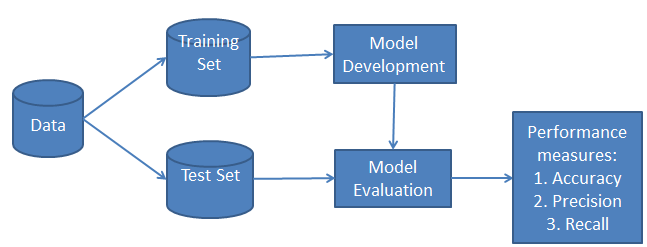 Data
Training
Set
Test Set
Model
Development
Model
Evaluation
Performance
measures:
1. Accuracy
2. Precision
3. Recall